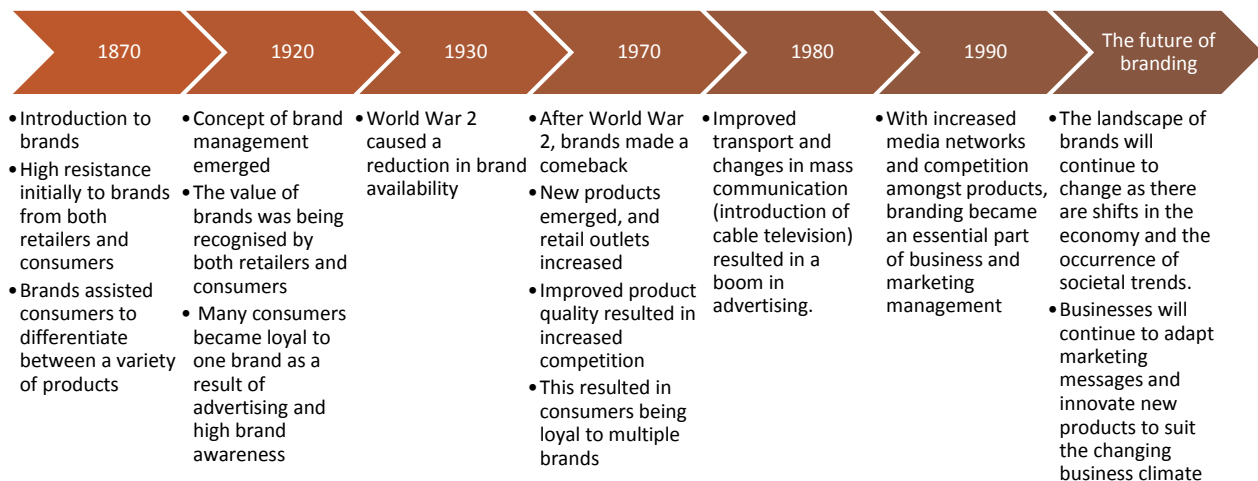 1870
•Introduction to
brands
•High resistance
initially to brands
from both
retailers and
consumers
•Brands assisted
consumers to
differentiate
between a variety
of products
1920
•Concept of brand
management
emerged
•The value of
brands was being
recognised by
both retailers and
consumers
• Many consumers
became loyal to
one brand as a
result of
advertising and
high brand
awareness
1930
•World War 2
caused a
reduction in brand
availability
1970
•After World War
2, brands made a
comeback
•New products
emerged, and
retail outlets
increased
•Improved product
quality resulted in
increased
competition
•This resulted in
consumers being
loyal to multiple
brands
1980
•Improved
transport and
changes in mass
communication
(introduction of
cable television)
resulted in a
boom in
advertising.
1990
•With increased
media networks
and competition
amongst products,
branding became
an essential part
of business and
marketing
management
The future of
branding
•The landscape of
brands will
continue to
change as there
are shifts in the
economy and the
occurrence of
societal trends.
•Businesses will
continue to adapt
marketing
messages and
innovate new
products to suit
the changing
business climate